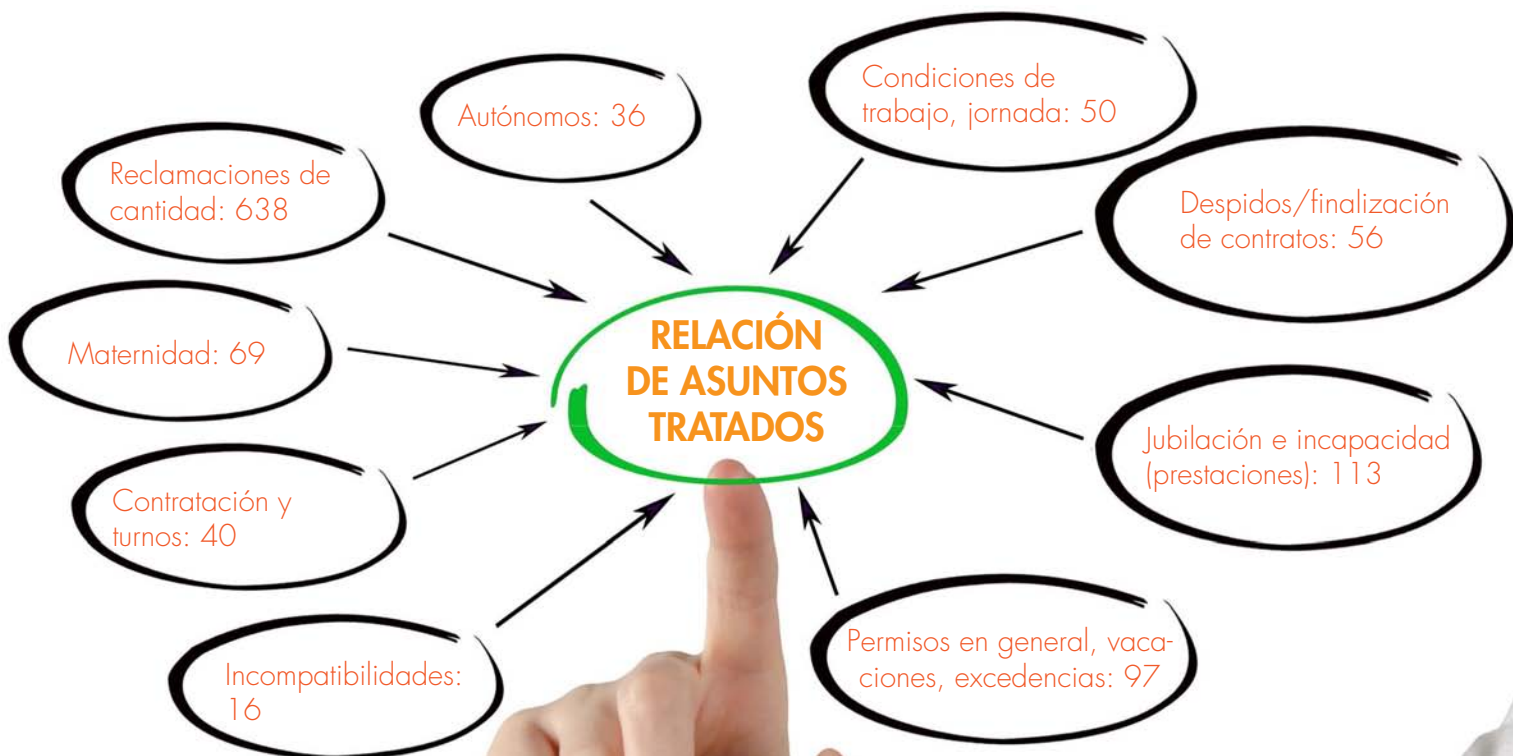 Autónomos: 36
Condiciones de
trabajo, jornada: 50
Reclamaciones de
cantidad: 638
Despidos/finalización
de contratos: 56
Maternidad: 69
RELACIÓN
DE ASUNTOS
TRATADOS
Jubilación e incapacidad
(prestaciones): 113
Contratación y
turnos: 40
Incompatibilidades:
16
Permisos en general, vaca-
ciones, excedencias: 97